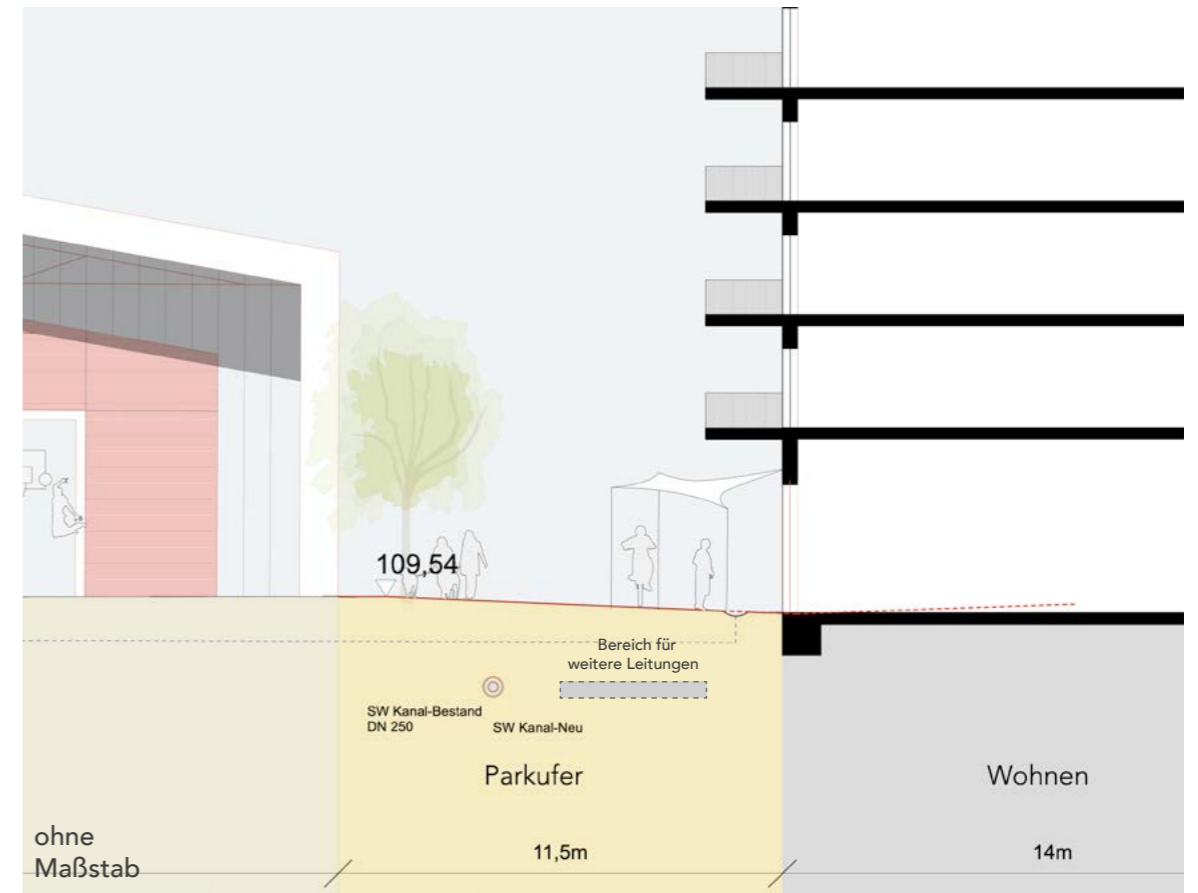 109,54
Bereich für
weitere Leitungen
SW Kanal-Bestand
DN 250
SW Kanal-Neu
Parkufer
Wohnen
ohne
Maßstab
11,5m
14m